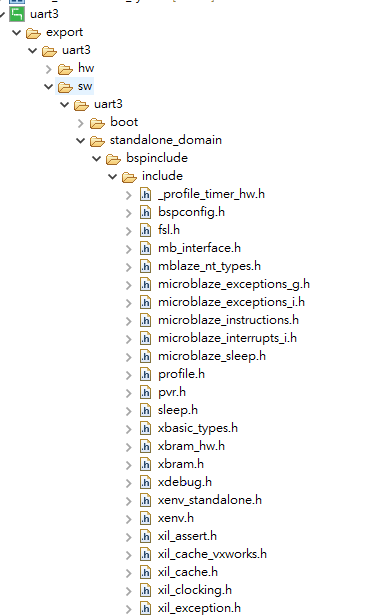 uart3
export
uart3
hw
sw
uart3
boot
standalone_domain
bspinclude
include
_profile_timer_hw.h
bspconfig.h
fsl.h
mb_interface.h
mblaze_nt_types.h
microblaze_exceptions_g.h
microblaze_exceptions_i.h
microblaze_instructions.h
microblaze_interrupts_i.h
microblaze_sleep.h
profile.h
pvr.h
sleep.h
xbasic_types.h
xbram_hw.h
xbram.h
xdebug.h
xenv_standalone.h
xenv.h
xil_assert.h
xil_cache_vxworks.h
xil_cache.h
xil_clocking.h
xil_exception.h